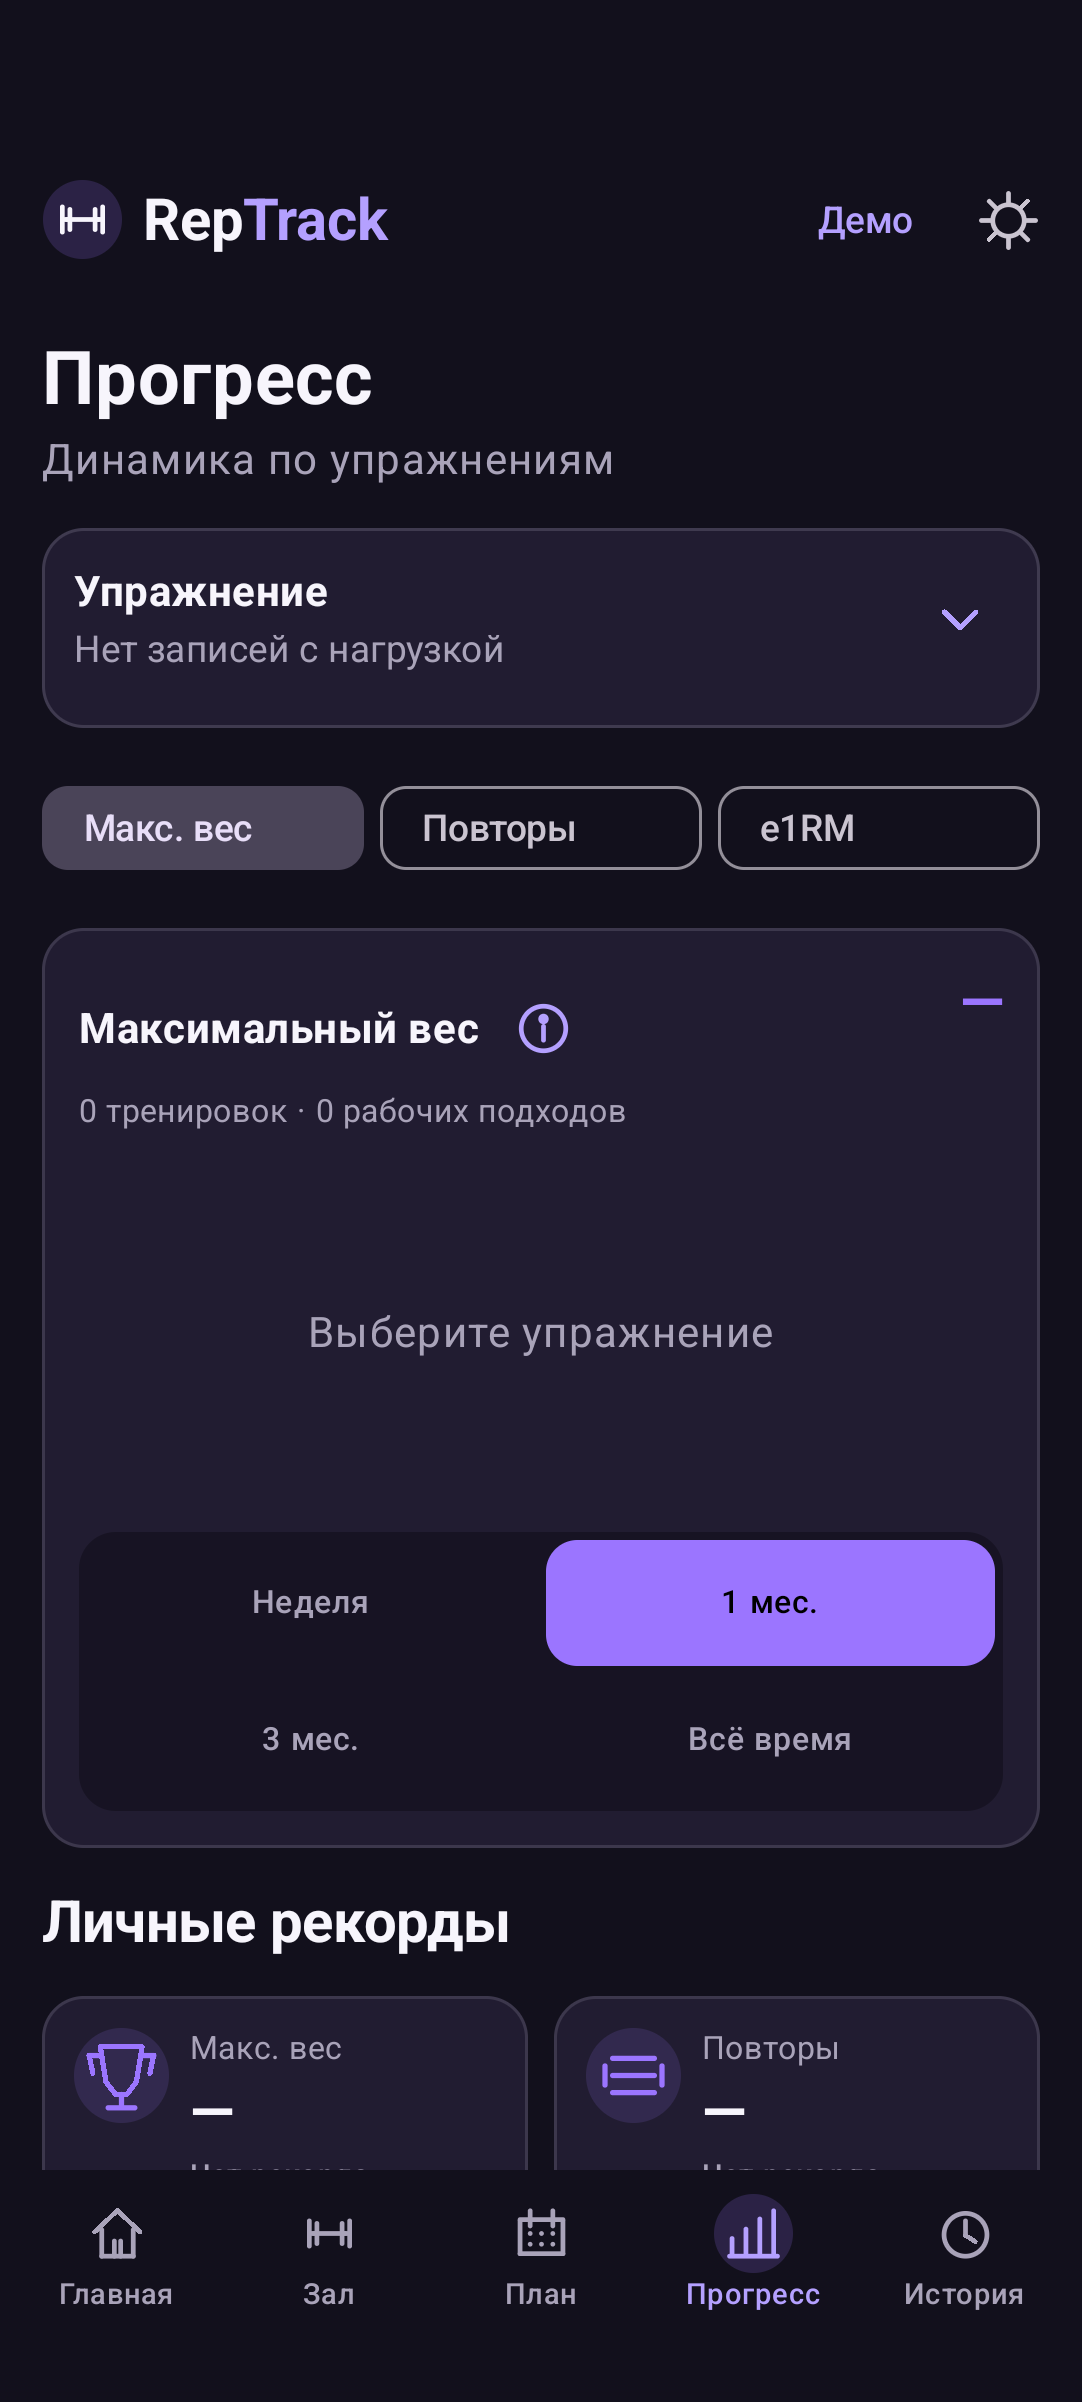 RepTrack
Демо
Прогресс
Динамика по упражнениям
Упражнение
Нет записей с нагрузкой
Макс. вес
Повторы
e1RM
—
Максимальный вес
0 тренировок · 0 рабочих подходов
Выберите упражнение
Неделя
1 мес.
3 мес.
Всё время
Личные рекорды
Макс. вес
—
Повторы
—
Главная
Зал
План
Прогресс
История